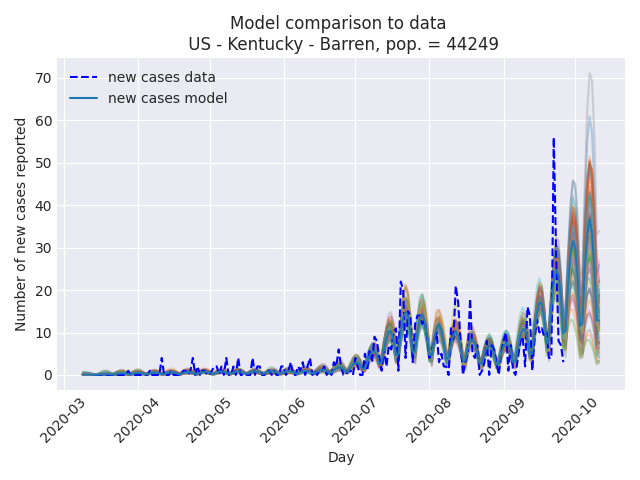 Model comparison to data
US - Kentucky - Barren, pop. = 44249
new cases data
new cases model
Number of new cases reported
70
60
50
40
30
20
10
0
2020-03
2020-04
2020-05
2020-06
2020-07
2020-08
2020-09
2020-10
Day